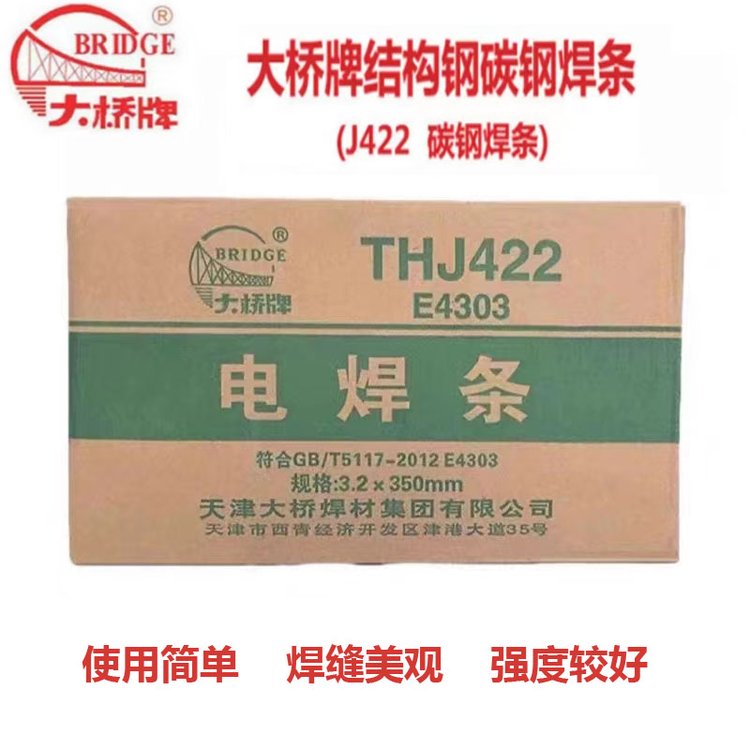 BRIDGE®
大桥牌
大桥牌结构钢碳钢焊条
(J422 碳钢焊条)
BRIDGE®
大桥牌
THJ422
E4303
电焊条
符合GB/T5117-2012 E4303
规格:3.2×350mm
天津大桥焊材集团有限公司
天津市西青经济开发区津港大道35号
使用简单 焊缝美观 强度较好